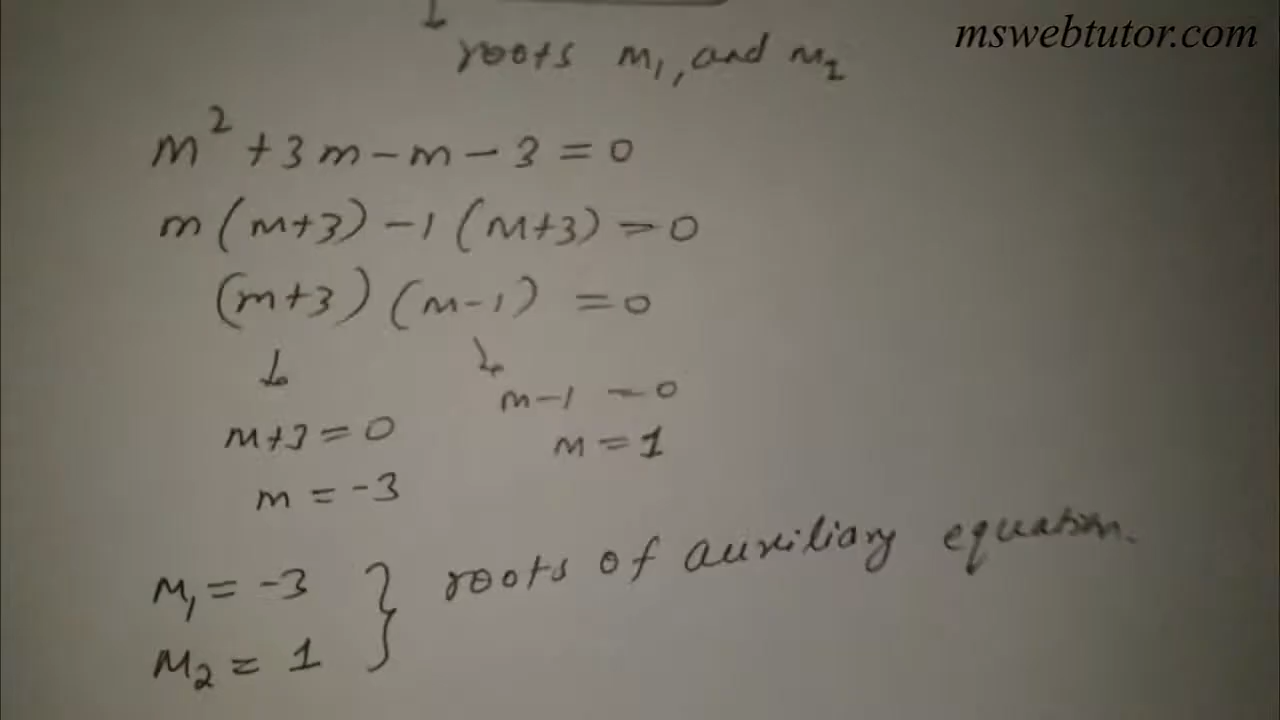 mswebtutor.com
roots m₁, and m₂
m² + 3m - m - 3 = 0
m(m+3) - 1(m+3) = 0
(m+3)(m-1) = 0
m+3 = 0
m-1 = 0
m = -3
m = 1
m₁ = -3
m₂ = 1
roots of auxiliary equation.